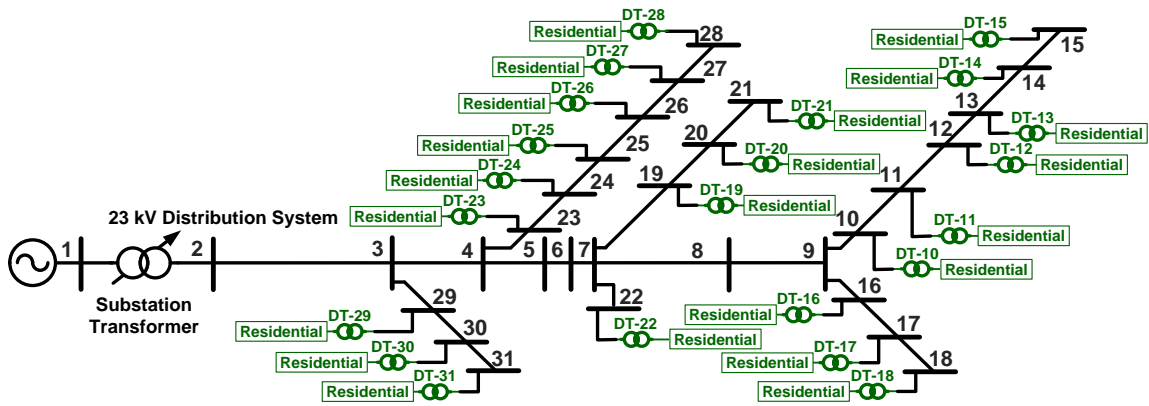 DT-28
Residential
28
DT-27
Residential
27
DT-26
Residential
26
DT-25
Residential
25
DT-24
Residential
24
DT-23
Residential
23
21
DT-21
Residential
20
DT-20
Residential
19
DT-19
Residential
DT-15
Residential
15
DT-14
Residential
14
13
DT-13
Residential
12
DT-12
Residential
11
DT-11
Residential
10
DT-10
Residential
23 kV Distribution System
1
2
3
4
5
6
7
8
9
Substation
Transformer
29
DT-29
Residential
30
DT-30
Residential
31
DT-31
Residential
22
DT-22
Residential
16
DT-16
Residential
17
DT-17
Residential
18
DT-18
Residential